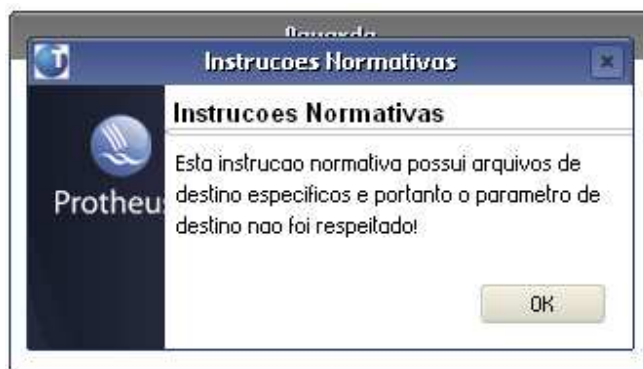 Aguarde
Instrucoes Normativas
Instrucoes Normativas
Esta instrucao normativa possui arquivos de
destino especificos e portanto o parametro de
destino nao foi respeitado!
Protheus
OK